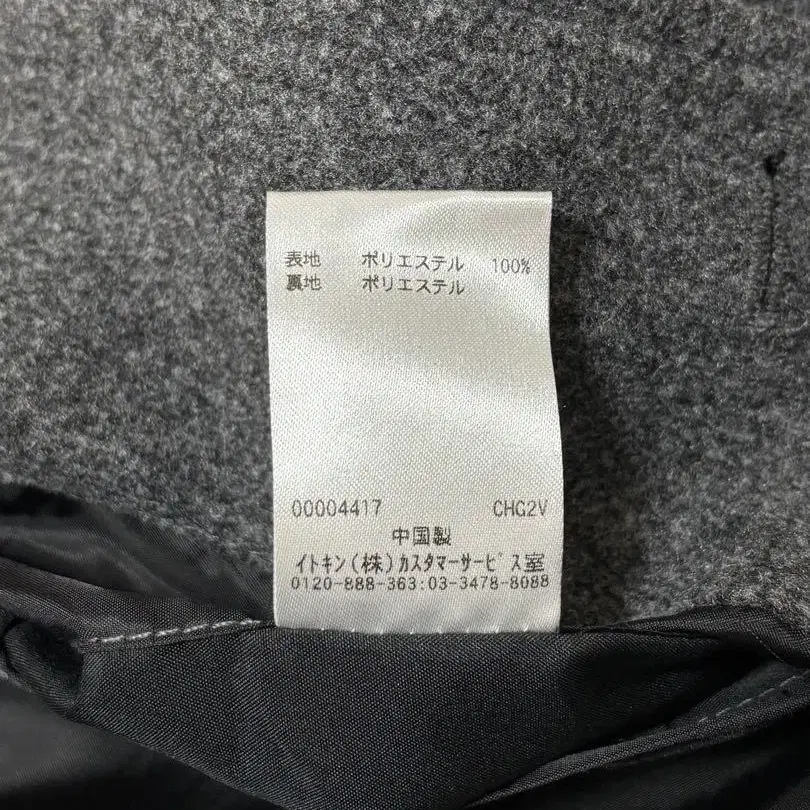 表地 ポリエステル 100%
裏地 ポリエステル
00004417 CHG2V
中国製
イトキン(株)カスタマーサービス室
0120-888-363:03-3478-8088